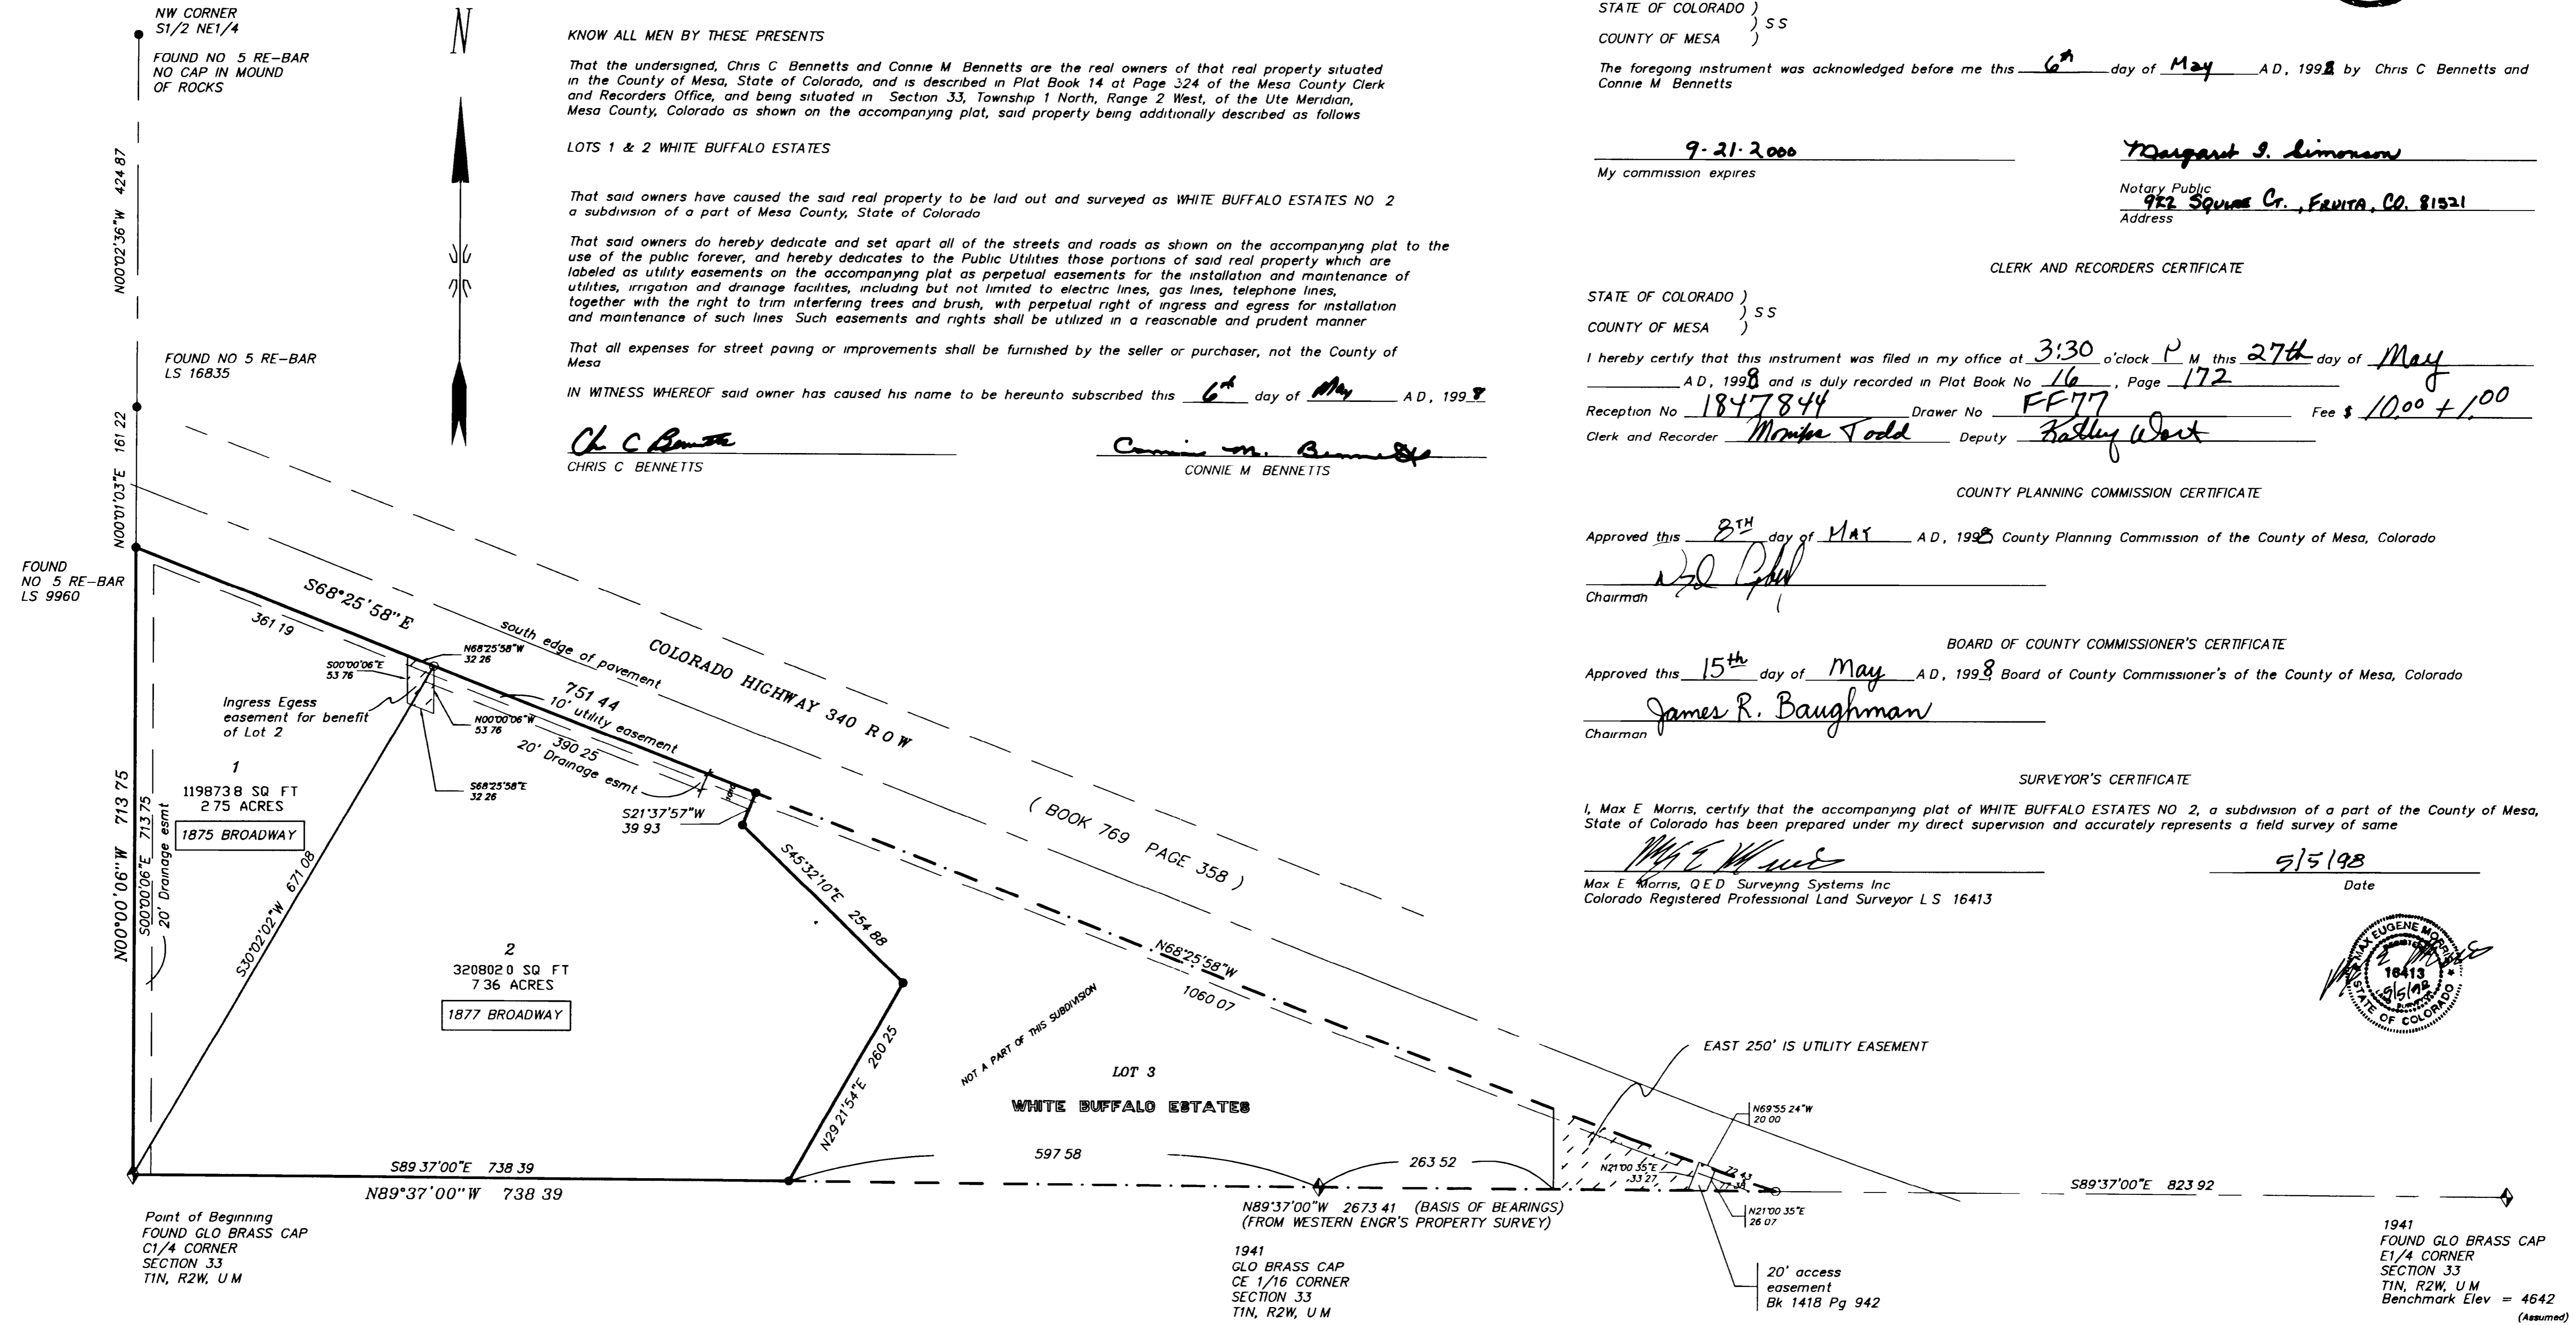 NW CORNER
S1/2 NE1/4
FOUND NO 5 RE-BAR
NO CAP IN MOUND
OF ROCKS
N00°02'36"W 424 87
FOUND NO 5 RE-BAR
LS 16835
N00°01'03"E 161 22
FOUND
NO 5 RE-BAR
LS 9960
N
KNOW ALL MEN BY THESE PRESENTS
That the undersigned, Chris C Bennetts and Connie M Bennetts are the real owners of that real property situated
in the County of Mesa, State of Colorado, and is described in Plat Book 14 at Page 324 of the Mesa County Clerk
and Recorders Office, and being situated in Section 33, Township 1 North, Range 2 West, of the Ute Meridian,
Mesa County, Colorado as shown on the accompanying plat, said property being additionally described as follows
LOTS 1 & 2 WHITE BUFFALO ESTATES
That said owners have caused the said real property to be laid out and surveyed as WHITE BUFFALO ESTATES NO 2
a subdivision of a part of Mesa County, State of Colorado
That said owners do hereby dedicate and set apart all of the streets and roads as shown on the accompanying plat to the
use of the public forever, and hereby dedicates to the Public Utilities those portions of said real property which are
labeled as utility easements on the accompanying plat as perpetual easements for the installation and maintenance of
utilities, irrigation and drainage facilities, including but not limited to electric lines, gas lines, telephone lines,
together with the right to trim interfering trees and brush, with perpetual right of ingress and egress for installation
and maintenance of such lines Such easements and rights shall be utilized in a reasonable and prudent manner
That all expenses for street paving or improvements shall be furnished by the seller or purchaser, not the County of
Mesa
IN WITNESS WHEREOF said owner has caused his name to be hereunto subscribed this 6th day of May AD, 1998
Ch C Bennetts
CHRIS C BENNETTS
Connie M. Bennetts
CONNIE M BENNETTS
STATE OF COLORADO )
) S S
COUNTY OF MESA )
The foregoing instrument was acknowledged before me this 6th day of May AD, 1998 by Chris C Bennetts and
Connie M Bennetts
9-21-2000
My commission expires
Margaret I. Simonson
Notary Public
922 Squire Ct., FRUITA, CO. 81521
Address
CLERK AND RECORDERS CERTIFICATE
STATE OF COLORADO )
) S S
COUNTY OF MESA )
I hereby certify that this instrument was filed in my office at 3:30 o'clock P M this 27th day of May
AD, 1998 and is duly recorded in Plat Book No 16, Page 172
Reception No 1847844 Drawer No FF77 Fee $ 10.00 + 1.00
Clerk and Recorder Monika Todd Deputy Kathy West
COUNTY PLANNING COMMISSION CERTIFICATE
Approved this 8TH day of MAY AD, 1998 County Planning Commission of the County of Mesa, Colorado
Chairman
BOARD OF COUNTY COMMISSIONER'S CERTIFICATE
Approved this 15th day of May AD, 1998, Board of County Commissioner's of the County of Mesa, Colorado
James R. Baughman
Chairman
SURVEYOR'S CERTIFICATE
I, Max E Morris, certify that the accompanying plat of WHITE BUFFALO ESTATES NO 2, a subdivision of a part of the County of Mesa,
State of Colorado has been prepared under my direct supervision and accurately represents a field survey of same
5/5/98
Max E Morris, QED Surveying Systems Inc
Colorado Registered Professional Land Surveyor LS 16413
Date
MAX EUGENE MORRIS
REGISTERED
16413
5/5/98
LAND SURVEYOR
STATE OF COLORADO
S68°25'58"E
361 19
south edge of pavement
COLORADO HIGHWAY 340 ROW
( BOOK 769 PAGE 358 )
N68°25'58"W
32 26
S00°00'06"E
53 76
Ingress Egess
easement for benefit
of Lot 2
751 44
10' utility easement
N00°00'06"W
53 76
390 25
20' Drainage esmt
S68°25'58"E
32 26
S21°37'57"W
39 93
1
119873 8 SQ FT
2 75 ACRES
1875 BROADWAY
N00°00'06"W 713 75
S00°00'06"E 713 75
20' Drainage esmt
S30°02'02"W 671 08
S45°32'10"E 254 88
2
320802 0 SQ FT
7 36 ACRES
1877 BROADWAY
N29 21'54"E 260 25
NOT A PART OF THIS SUBDIVISION
N68°25'58"W
1060 07
LOT 3
WHITE BUFFALO ESTATES
EAST 250' IS UTILITY EASEMENT
N69°55 24"W
20 00
597 58
263 52
N21°00 35"E
33 27
72 43
77 38
N21°00 35"E
26 07
S89 37'00"E 738 39
N89°37'00"W 738 39
S89°37'00"E 823 92
N89°37'00"W 2673 41 (BASIS OF BEARINGS)
(FROM WESTERN ENGR'S PROPERTY SURVEY)
Point of Beginning
FOUND GLO BRASS CAP
C1/4 CORNER
SECTION 33
T1N, R2W, U M
1941
GLO BRASS CAP
CE 1/16 CORNER
SECTION 33
T1N, R2W, U M
20' access
easement
Bk 1418 Pg 942
1941
FOUND GLO BRASS CAP
E1/4 CORNER
SECTION 33
T1N, R2W, U M
Benchmark Elev = 4642
(Assumed)